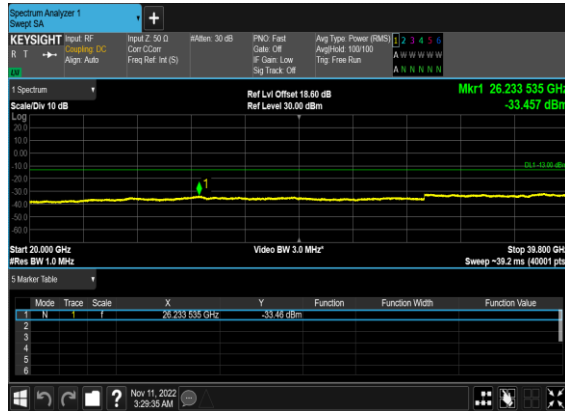 Spectrum Analyzer 1
Swept SA
+
KEYSIGHT Input: RF Input Z: 50 Ω #Atten: 30 dB PNO: Fast Avg Type: Power (RMS) 1 2 3 4 5 6
R T Coupling: DC Corr CCorr Gate: Off Avg|Hold: 100/100 A W W W W W
Align: Auto Freq Ref: Int (S) IF Gain: Low Trig: Free Run
Sig Track: Off A N N N N N
1 Spectrum
Ref Lvl Offset 18.60 dB Mkr1 26.233 535 GHz
Scale/Div 10 dB Ref Level 30.00 dBm -33.457 dBm
Log
20.0
10.0
0.00
-10.0 DL1 -13.00 dBm
-20.0
-30.0 1
-40.0
-50.0
-60.0
Start 20.000 GHz Video BW 3.0 MHz* Stop 39.800 GHz
#Res BW 1.0 MHz Sweep ~39.2 ms (40001 pts)
5 Marker Table
Mode Trace Scale X Y Function Function Width Function Value
1 N 1 f 26.233 535 GHz -33.46 dBm
2
3
4
5
6
? Nov 11, 2022
3:29:35 AM